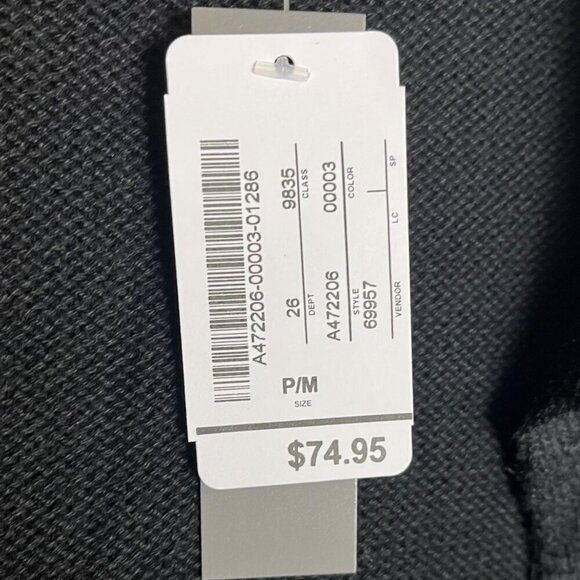 A472206-00003-01286
26 9835
DEPT CLASS
A472206 00003
STYLE COLOR
69957
VENDOR LC SP
P/M
SIZE
$74.95